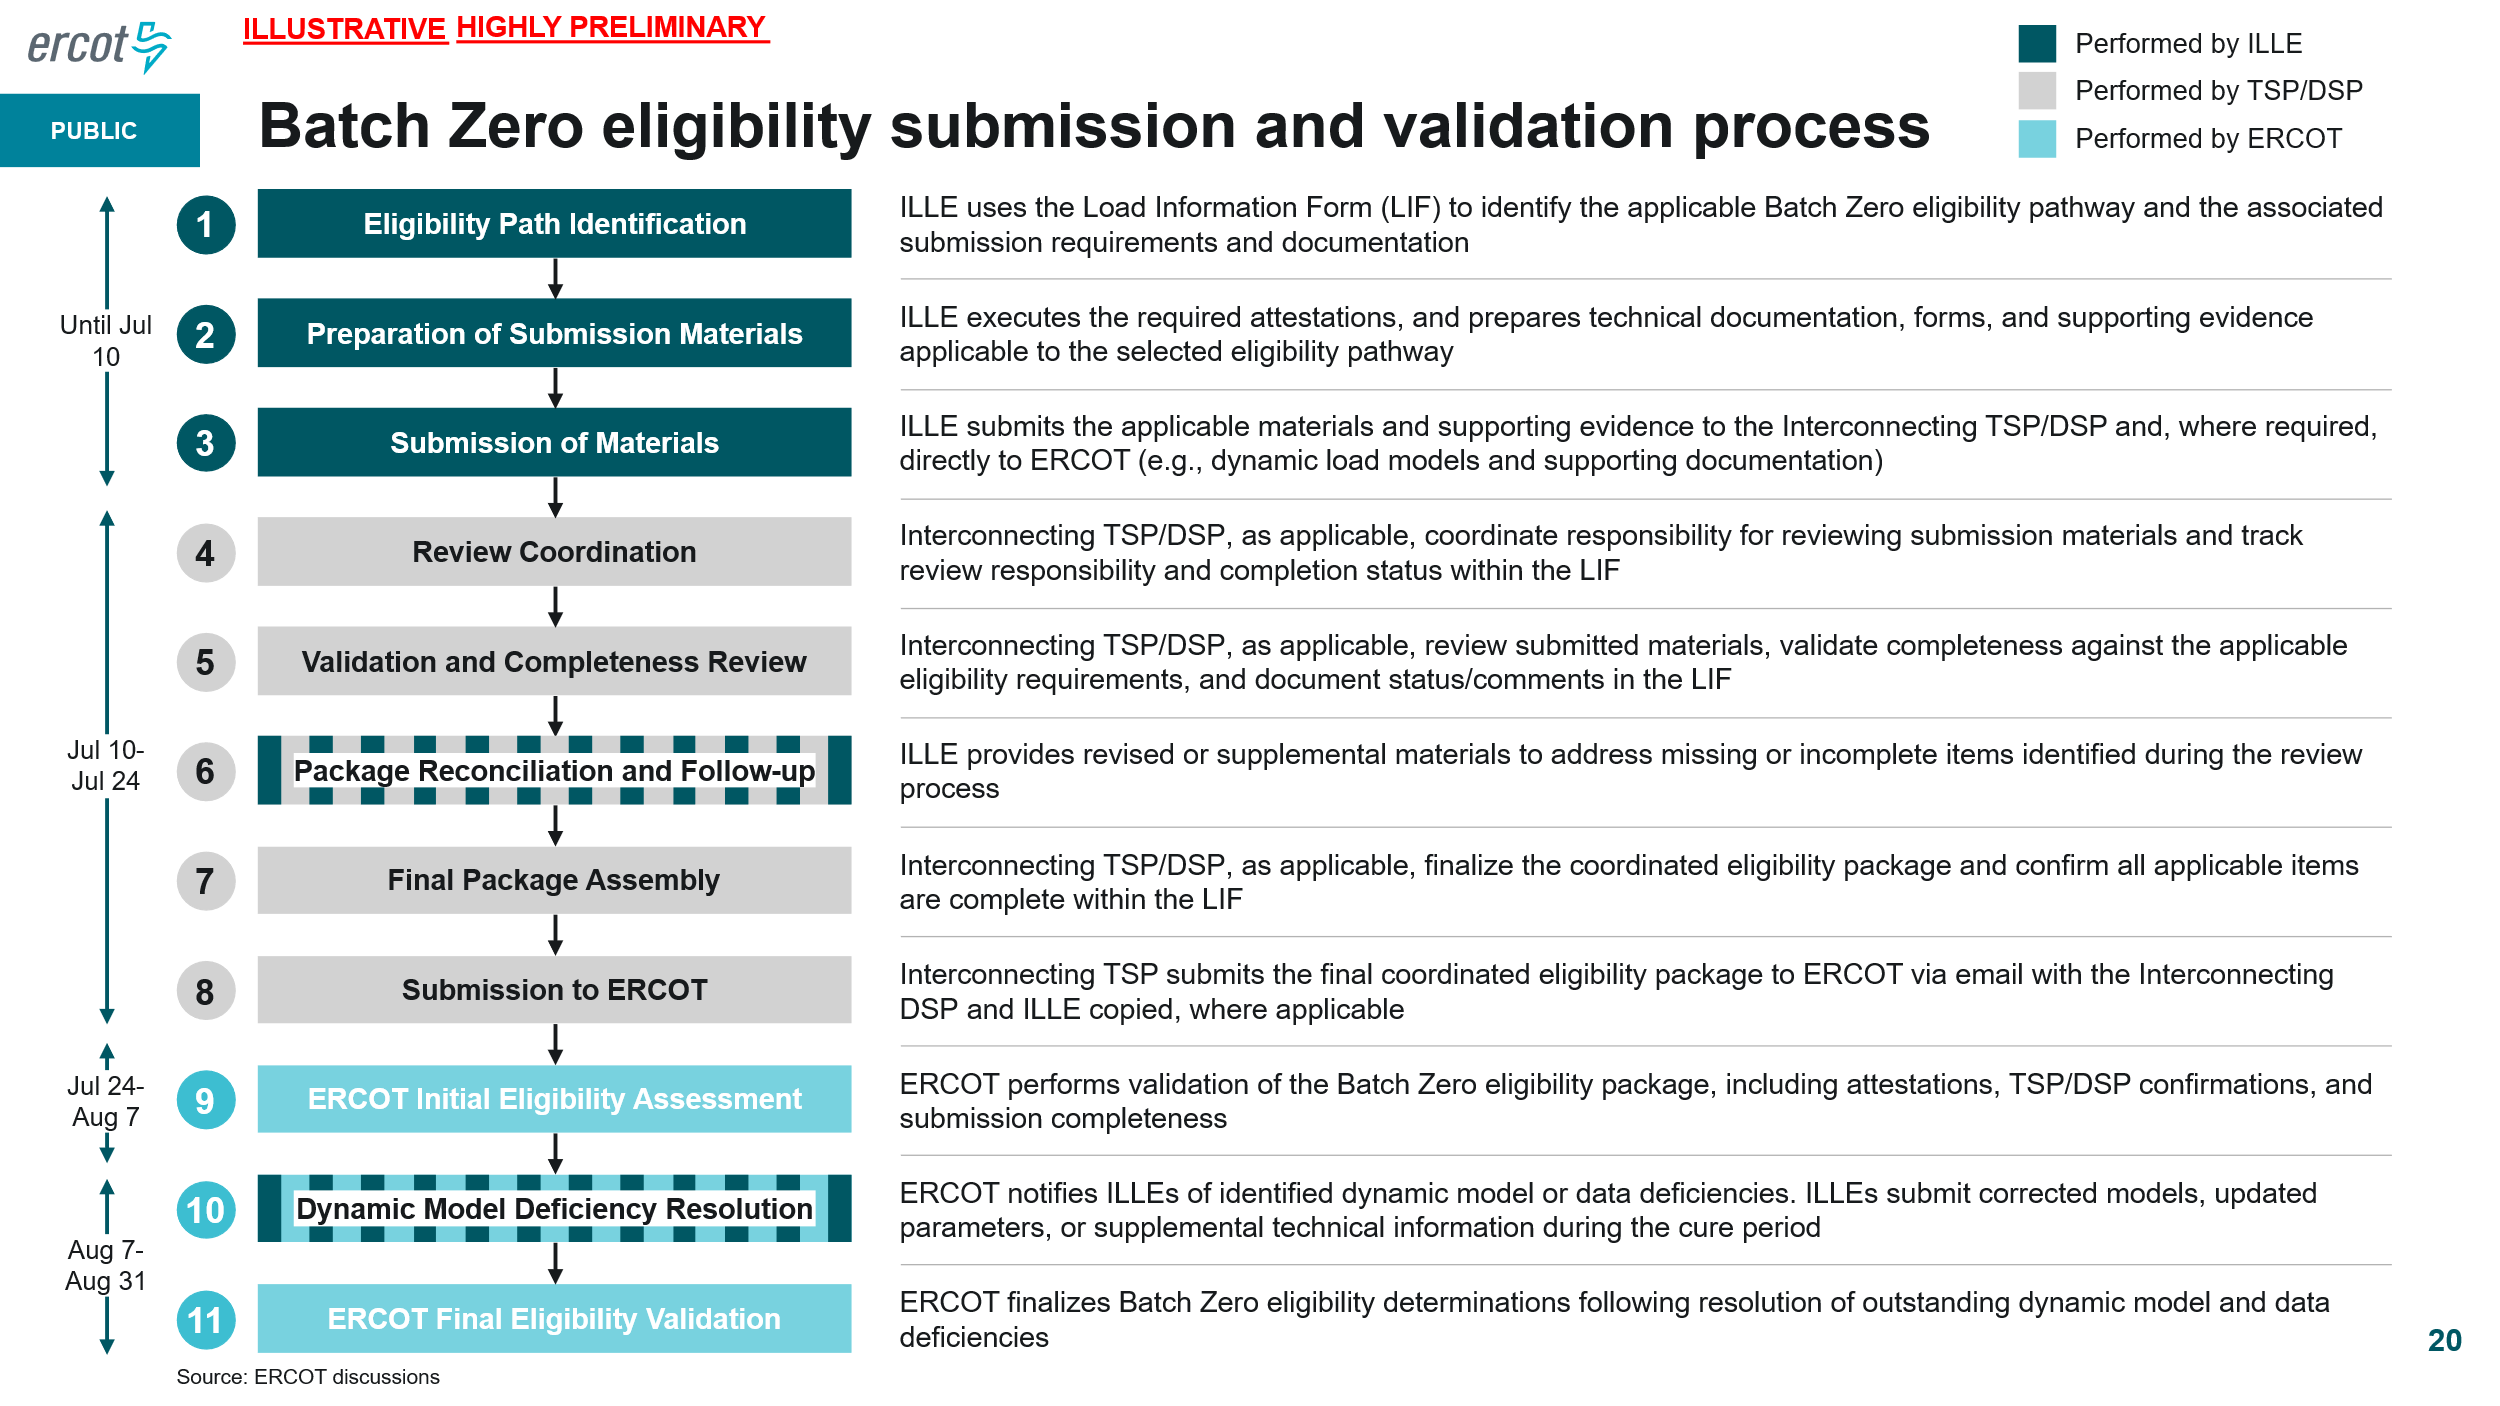 ercot
ILLUSTRATIVE HIGHLY PRELIMINARY
Performed by ILLE
Performed by TSP/DSP
Performed by ERCOT
PUBLIC
Batch Zero eligibility submission and validation process
Until Jul
10
1
Eligibility Path Identification
ILLE uses the Load Information Form (LIF) to identify the applicable Batch Zero eligibility pathway and the associated
submission requirements and documentation
2
Preparation of Submission Materials
ILLE executes the required attestations, and prepares technical documentation, forms, and supporting evidence
applicable to the selected eligibility pathway
3
Submission of Materials
ILLE submits the applicable materials and supporting evidence to the Interconnecting TSP/DSP and, where required,
directly to ERCOT (e.g., dynamic load models and supporting documentation)
Jul 10-
Jul 24
4
Review Coordination
Interconnecting TSP/DSP, as applicable, coordinate responsibility for reviewing submission materials and track
review responsibility and completion status within the LIF
5
Validation and Completeness Review
Interconnecting TSP/DSP, as applicable, review submitted materials, validate completeness against the applicable
eligibility requirements, and document status/comments in the LIF
6
Package Reconciliation and Follow-up
ILLE provides revised or supplemental materials to address missing or incomplete items identified during the review
process
7
Final Package Assembly
Interconnecting TSP/DSP, as applicable, finalize the coordinated eligibility package and confirm all applicable items
are complete within the LIF
8
Submission to ERCOT
Interconnecting TSP submits the final coordinated eligibility package to ERCOT via email with the Interconnecting
DSP and ILLE copied, where applicable
Jul 24-
Aug 7
9
ERCOT Initial Eligibility Assessment
ERCOT performs validation of the Batch Zero eligibility package, including attestations, TSP/DSP confirmations, and
submission completeness
Aug 7-
Aug 31
10
Dynamic Model Deficiency Resolution
ERCOT notifies ILLEs of identified dynamic model or data deficiencies. ILLEs submit corrected models, updated
parameters, or supplemental technical information during the cure period
11
ERCOT Final Eligibility Validation
ERCOT finalizes Batch Zero eligibility determinations following resolution of outstanding dynamic model and data
deficiencies
20
Source: ERCOT discussions